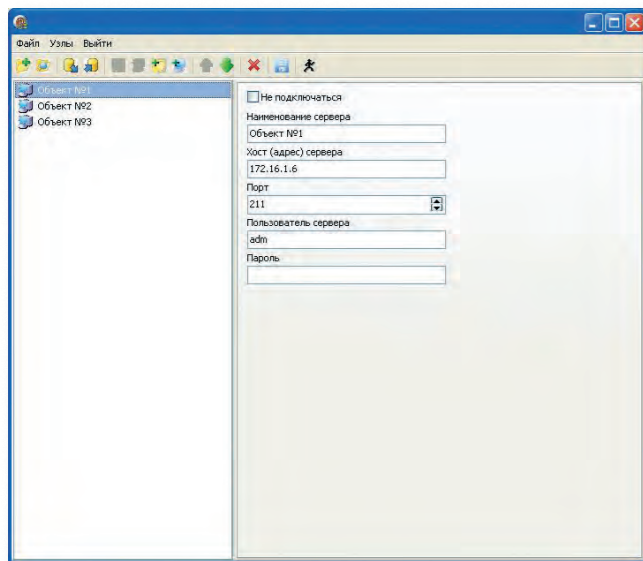 Файл Узлы Выйти
Объект №1
Объект №2
Объект №3
Не подключаться
Наименование сервера
Объект №1
Хост (адрес) сервера
172.16.1.6
Порт
211
Пользователь сервера
adm
Пароль